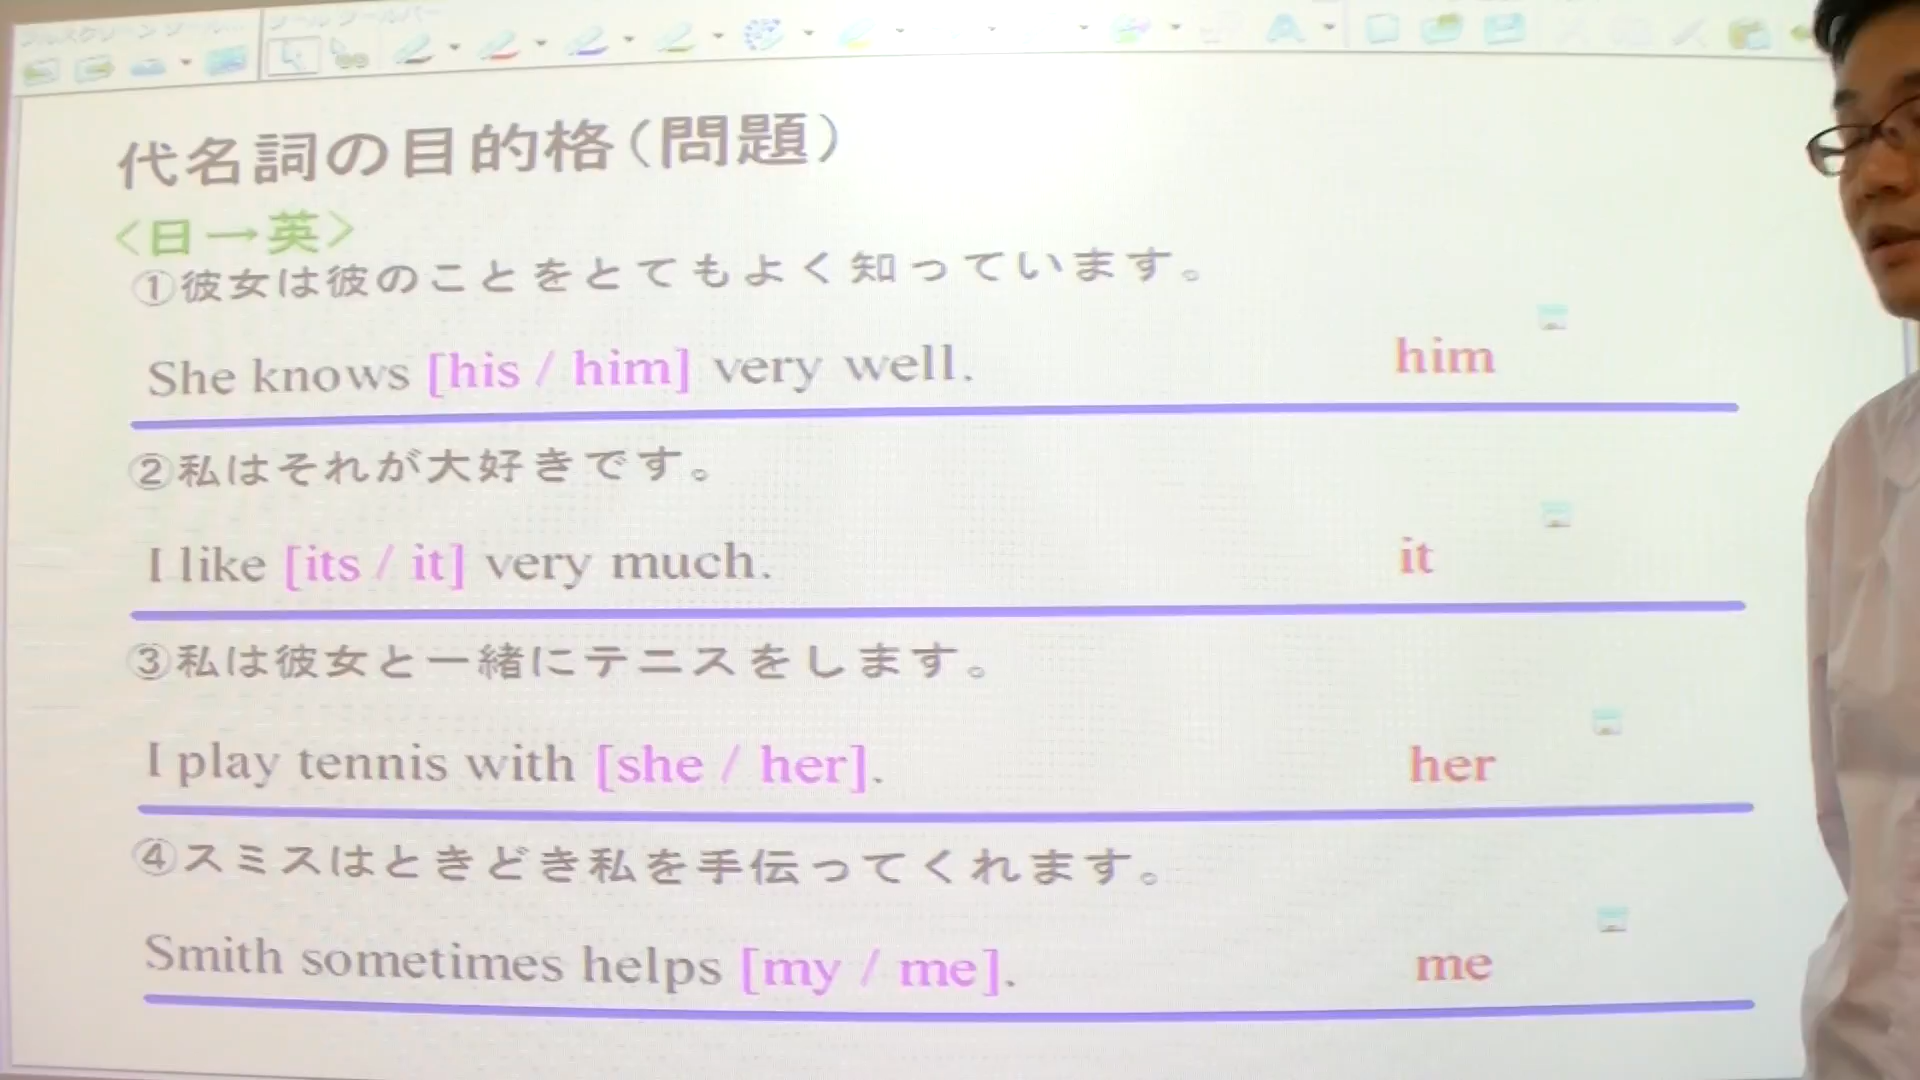 代名詞の目的格(問題)
<日→英>
①彼女は彼のことをとてもよく知っています。
She knows [his / him] very well. him
②私はそれが大好きです。
I like [its / it] very much. it
③私は彼女と一緒にテニスをします。
I play tennis with [she / her]. her
④スミスはときどき私を手伝ってくれます。
Smith sometimes helps [my / me]. me